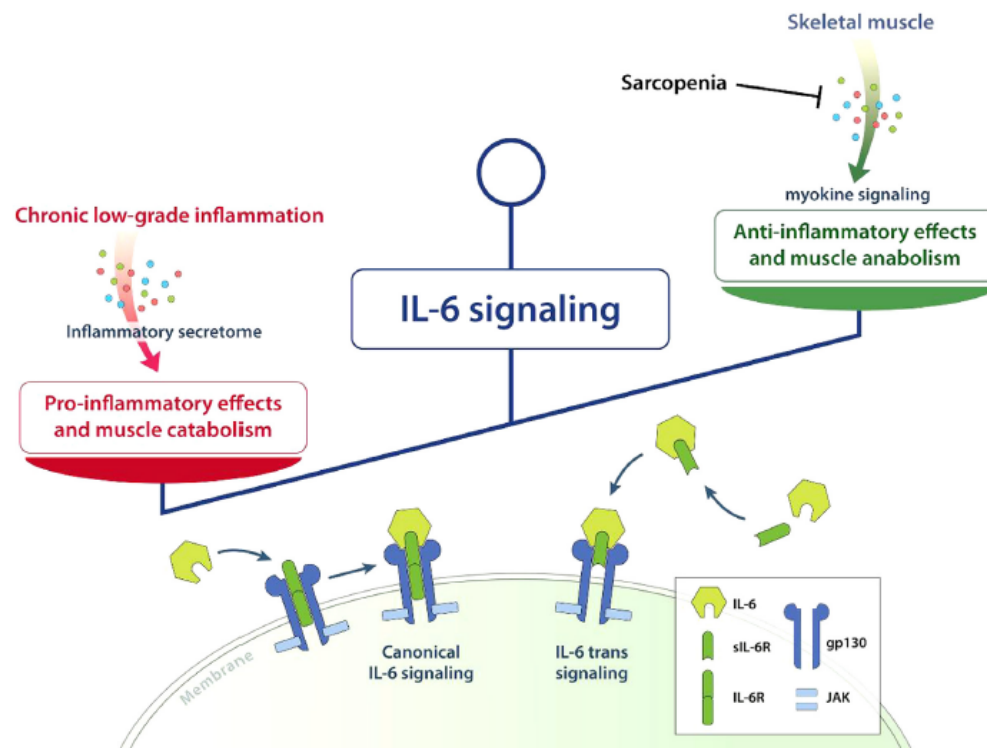 Skeletal muscle
Sarcopenia
myokine signaling
Anti-inflammatory effects
and muscle anabolism
Chronic low-grade inflammation
Inflammatory secretome
Pro-inflammatory effects
and muscle catabolism
IL-6 signaling
Membrane
Canonical
IL-6 signaling
IL-6 trans
signaling
IL-6
sIL-6R
IL-6R
gp130
JAK